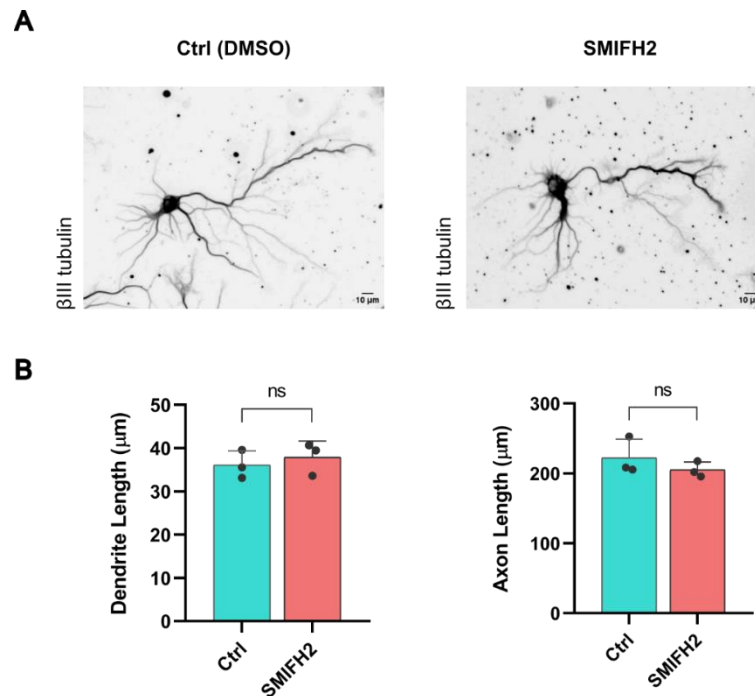 A
Ctrl (DMSO)
SMIFH2
βIII tubulin
10 µm
βIII tubulin
10 µm
B
ns
50
40
30
20
10
0
Dendrite Length (µm)
Ctrl
SMIFH2
ns
300
200
100
0
Axon Length (µm)
Ctrl
SMIFH2